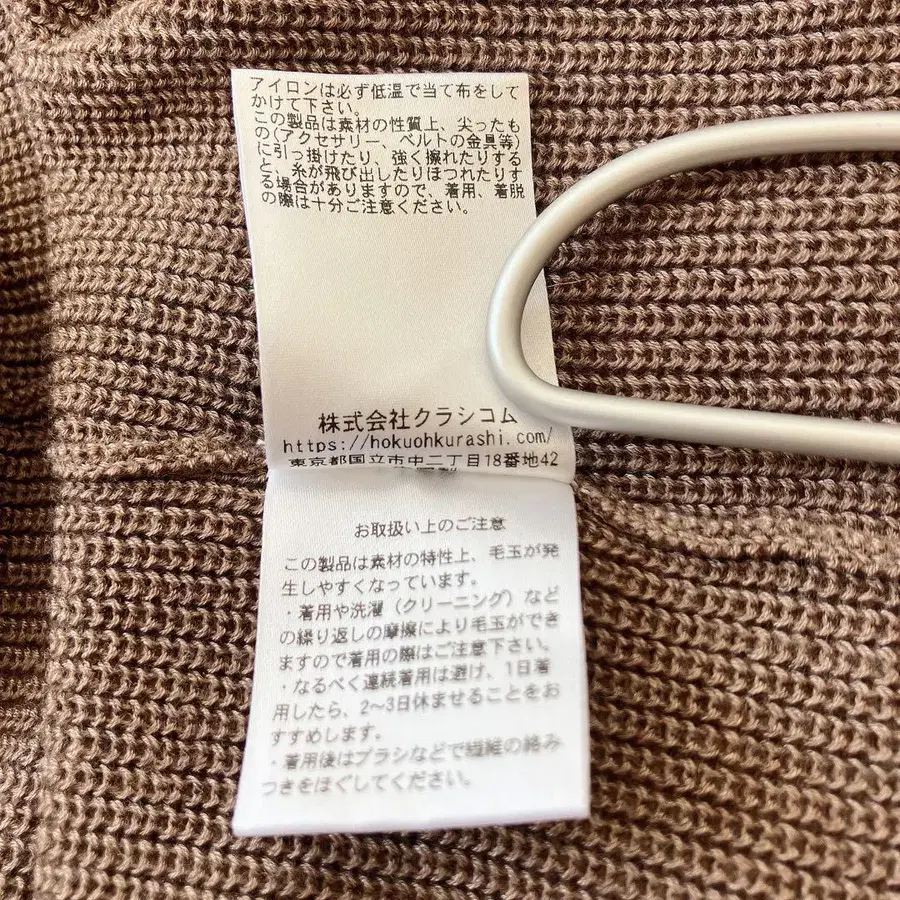 アイロンは必ず低温で当て布をして
かけて下さい。
この製品は素材の性質上、尖ったも
の(アクセサリー、ベルトの金具等)
に引っ掛けたり、強く擦れたりする
と、糸が飛び出したりほつれたりす
る場合がありますので、着用、着脱
の際は十分ご注意ください。
株式会社クラシコム
https://hokuohkurashi.com/
東京都国立市中二丁目18番地42
お取扱い上のご注意
この製品は素材の特性上、毛玉が発
生しやすくなっています。
・着用や洗濯（クリーニング）など
の繰り返しの摩擦により毛玉ができ
ますので着用の際はご注意下さい。
・なるべく連続着用は避け、1日着
用したら、2～3日休ませることをお
すすめします。
・着用後はブラシなどで繊維の絡み
つきをほぐしてください。